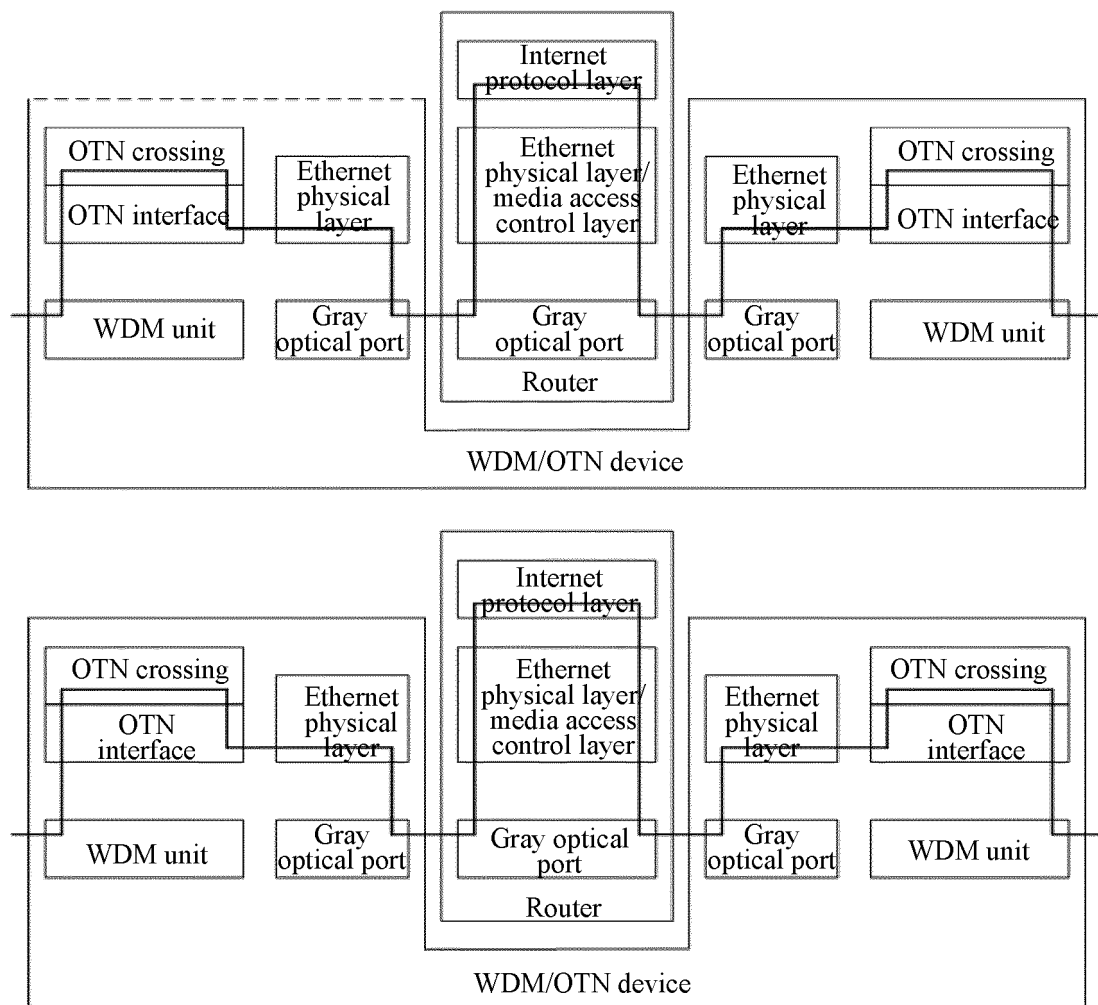 Internet
protocol layer
OTN crossing
OTN interface
Ethernet
physical
layer
Ethernet
physical layer/
media access
control layer
Ethernet
physical
layer
OTN crossing
OTN interface
WDM unit
Gray
optical port
Gray
optical port
Gray
optical port
WDM unit
Router
WDM/OTN device
Internet
protocol layer
OTN crossing
OTN
interface
Ethernet
physical
layer
Ethernet
physical layer/
media access
control layer
Ethernet
physical
layer
OTN crossing
OTN
interface
WDM unit
Gray
optical port
Gray optical
port
Gray
optical port
WDM unit
Router
WDM/OTN device